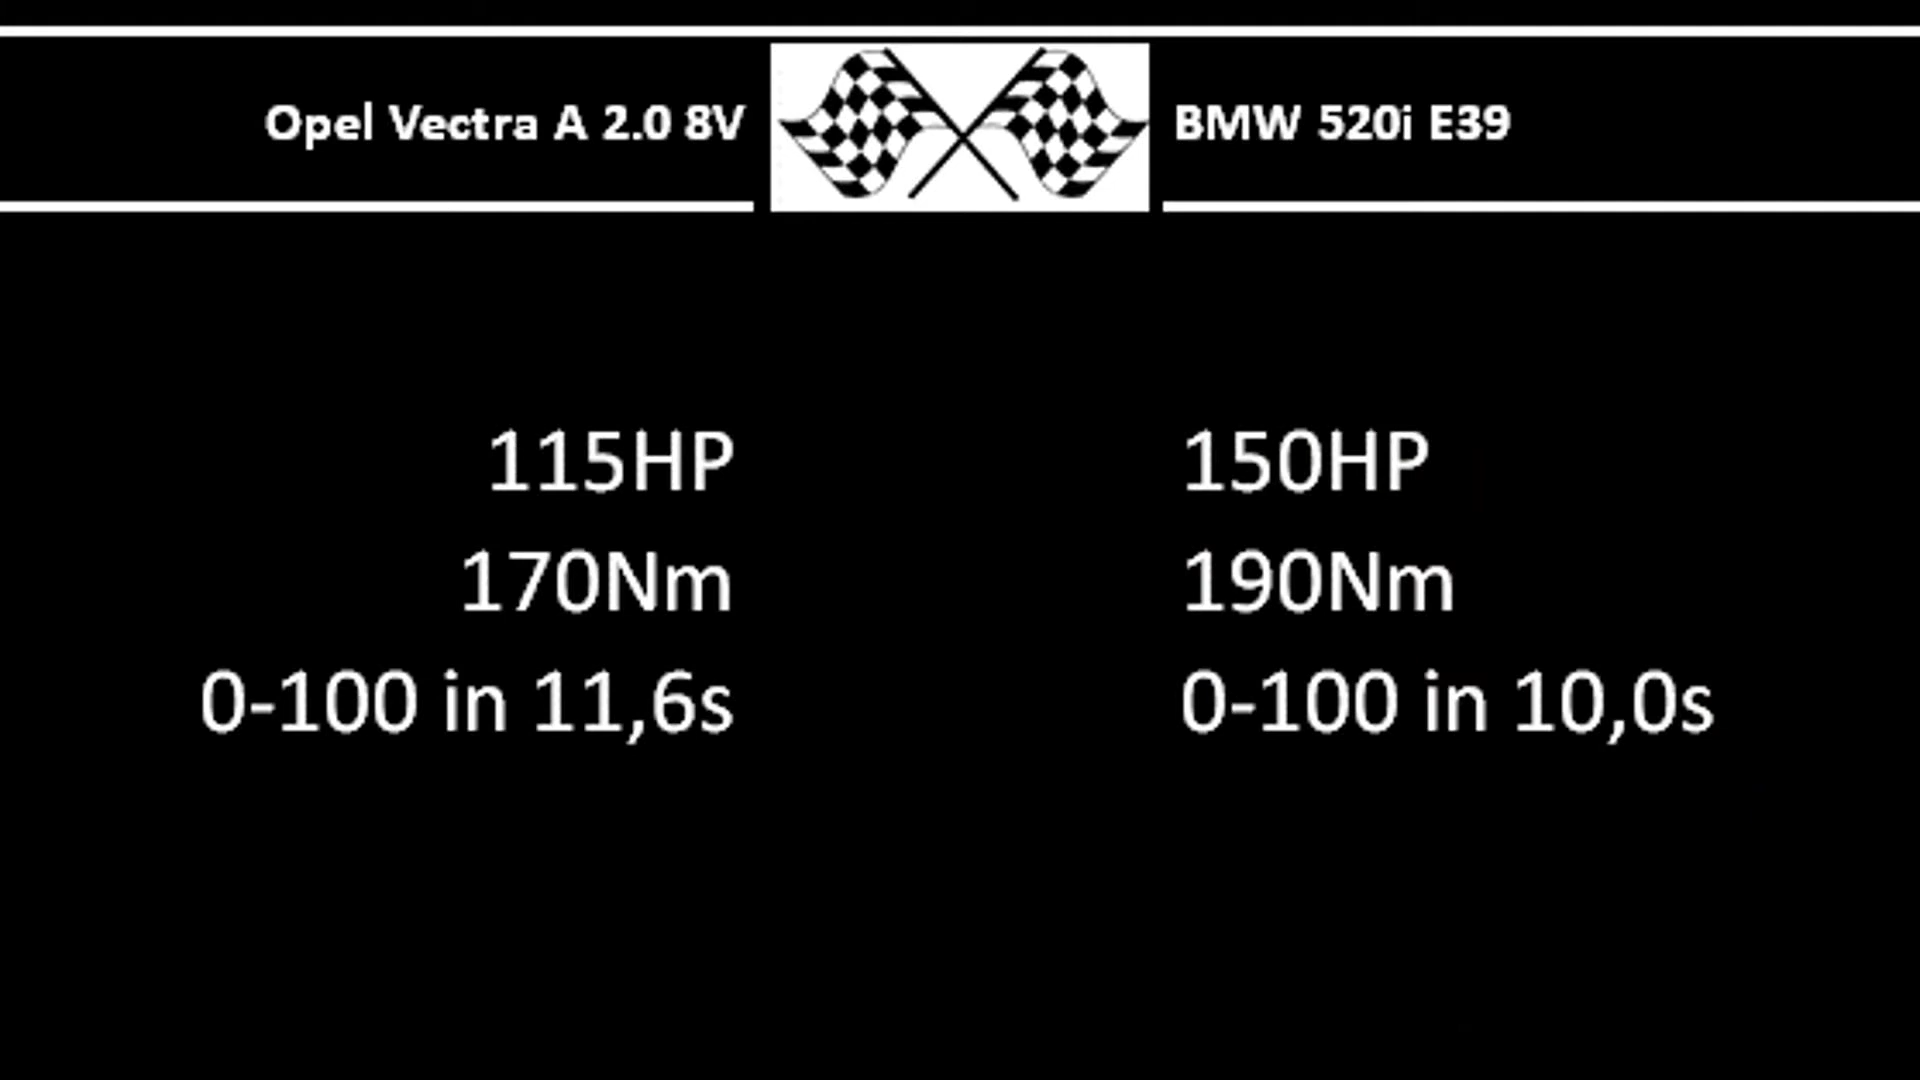 Opel Vectra A 2.0 8V
BMW 520i E39
115HP
150HP
170Nm
190Nm
0-100 in 11,6s
0-100 in 10,0s